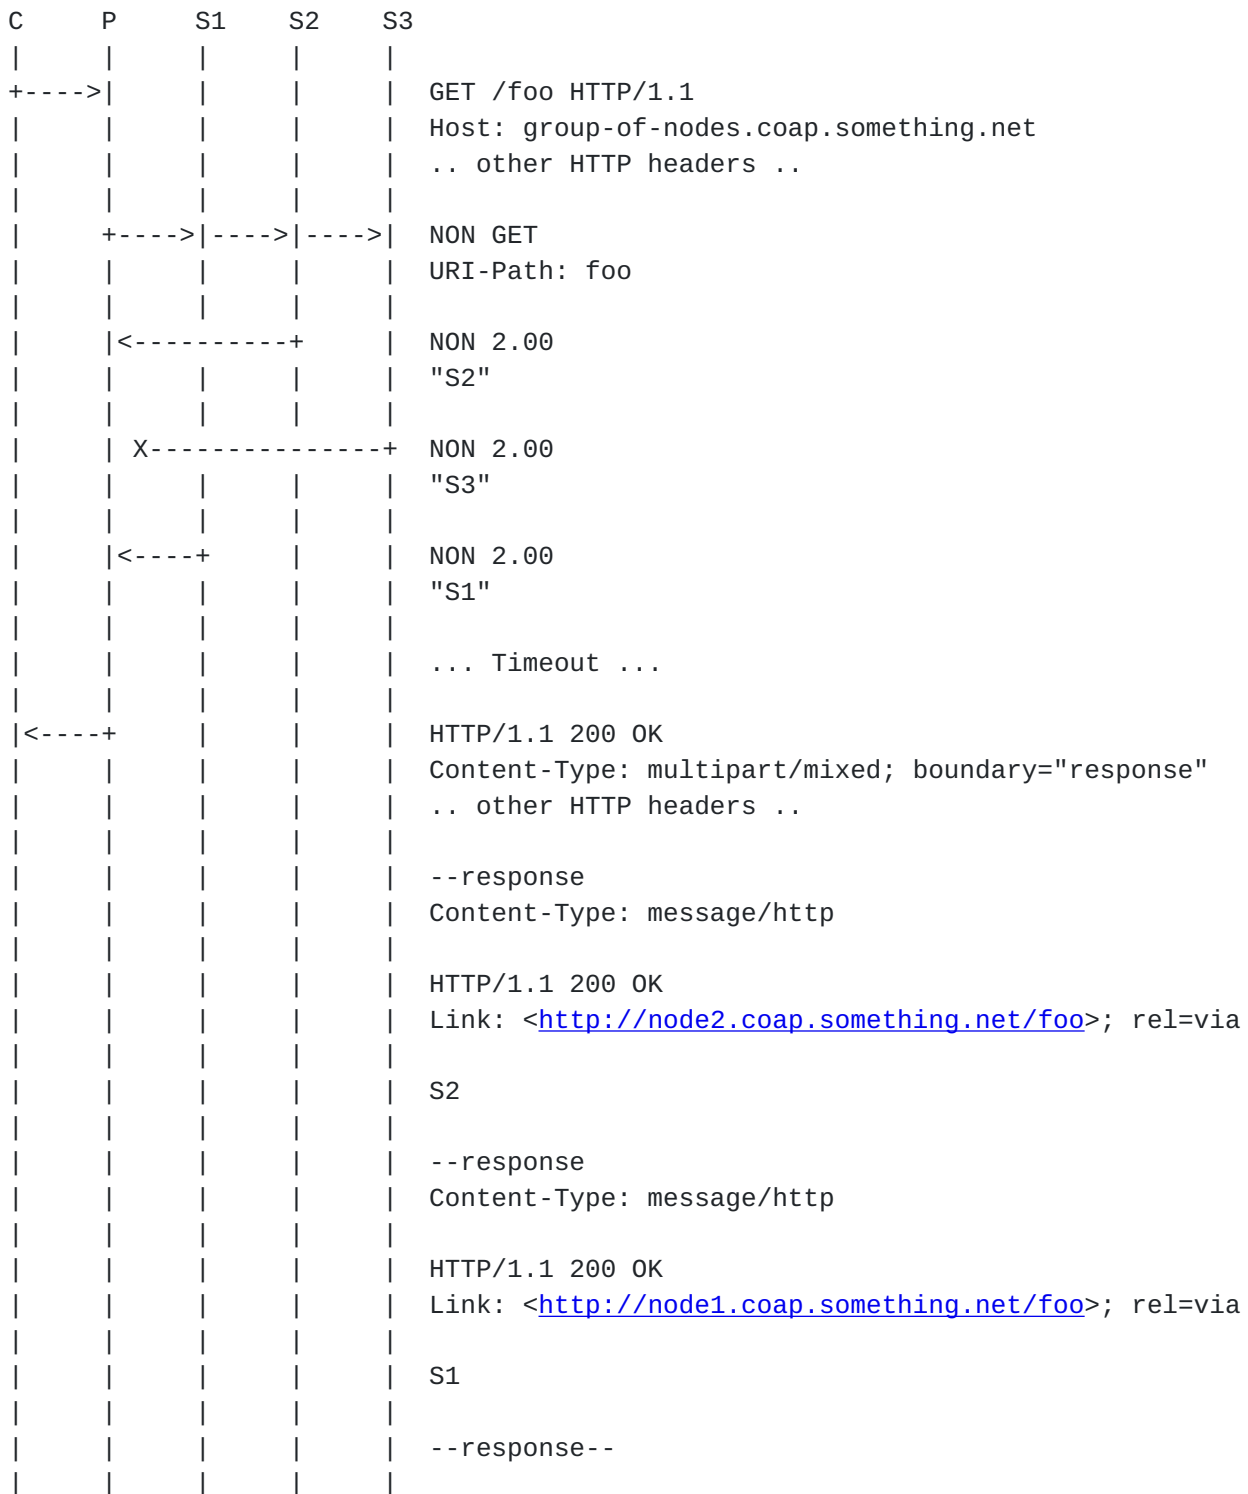 C     P     S1    S2    S3
|     |     |     |     |
+---->|     |     |     |  GET /foo HTTP/1.1
|     |     |     |     |  Host: group-of-nodes.coap.something.net
|     |     |     |     |  .. other HTTP headers ..
|     |     |     |     |
|     +---->|---->|---->|  NON GET
|     |     |     |     |  URI-Path: foo
|     |     |     |     |
|     |<----------+     |  NON 2.00
|     |     |     |     |  "S2"
|     |     |     |     |
|     | X---------------+  NON 2.00
|     |     |     |     |  "S3"
|     |     |     |     |
|     |<----+     |     |  NON 2.00
|     |     |     |     |  "S1"
|     |     |     |     |
|     |     |     |     |  ... Timeout ...
|     |     |     |     |
|<----+     |     |     |  HTTP/1.1 200 OK
|     |     |     |     |  Content-Type: multipart/mixed; boundary="response"
|     |     |     |     |  .. other HTTP headers ..
|     |     |     |     |
|     |     |     |     |  --response
|     |     |     |     |  Content-Type: message/http
|     |     |     |     |
|     |     |     |     |  HTTP/1.1 200 OK
|     |     |     |     |  Link: <http://node2.coap.something.net/foo>; rel=via
|     |     |     |     |
|     |     |     |     |  S2
|     |     |     |     |
|     |     |     |     |  --response
|     |     |     |     |  Content-Type: message/http
|     |     |     |     |
|     |     |     |     |  HTTP/1.1 200 OK
|     |     |     |     |  Link: <http://node1.coap.something.net/foo>; rel=via
|     |     |     |     |
|     |     |     |     |  S1
|     |     |     |     |
|     |     |     |     |  --response--
|     |     |     |     |